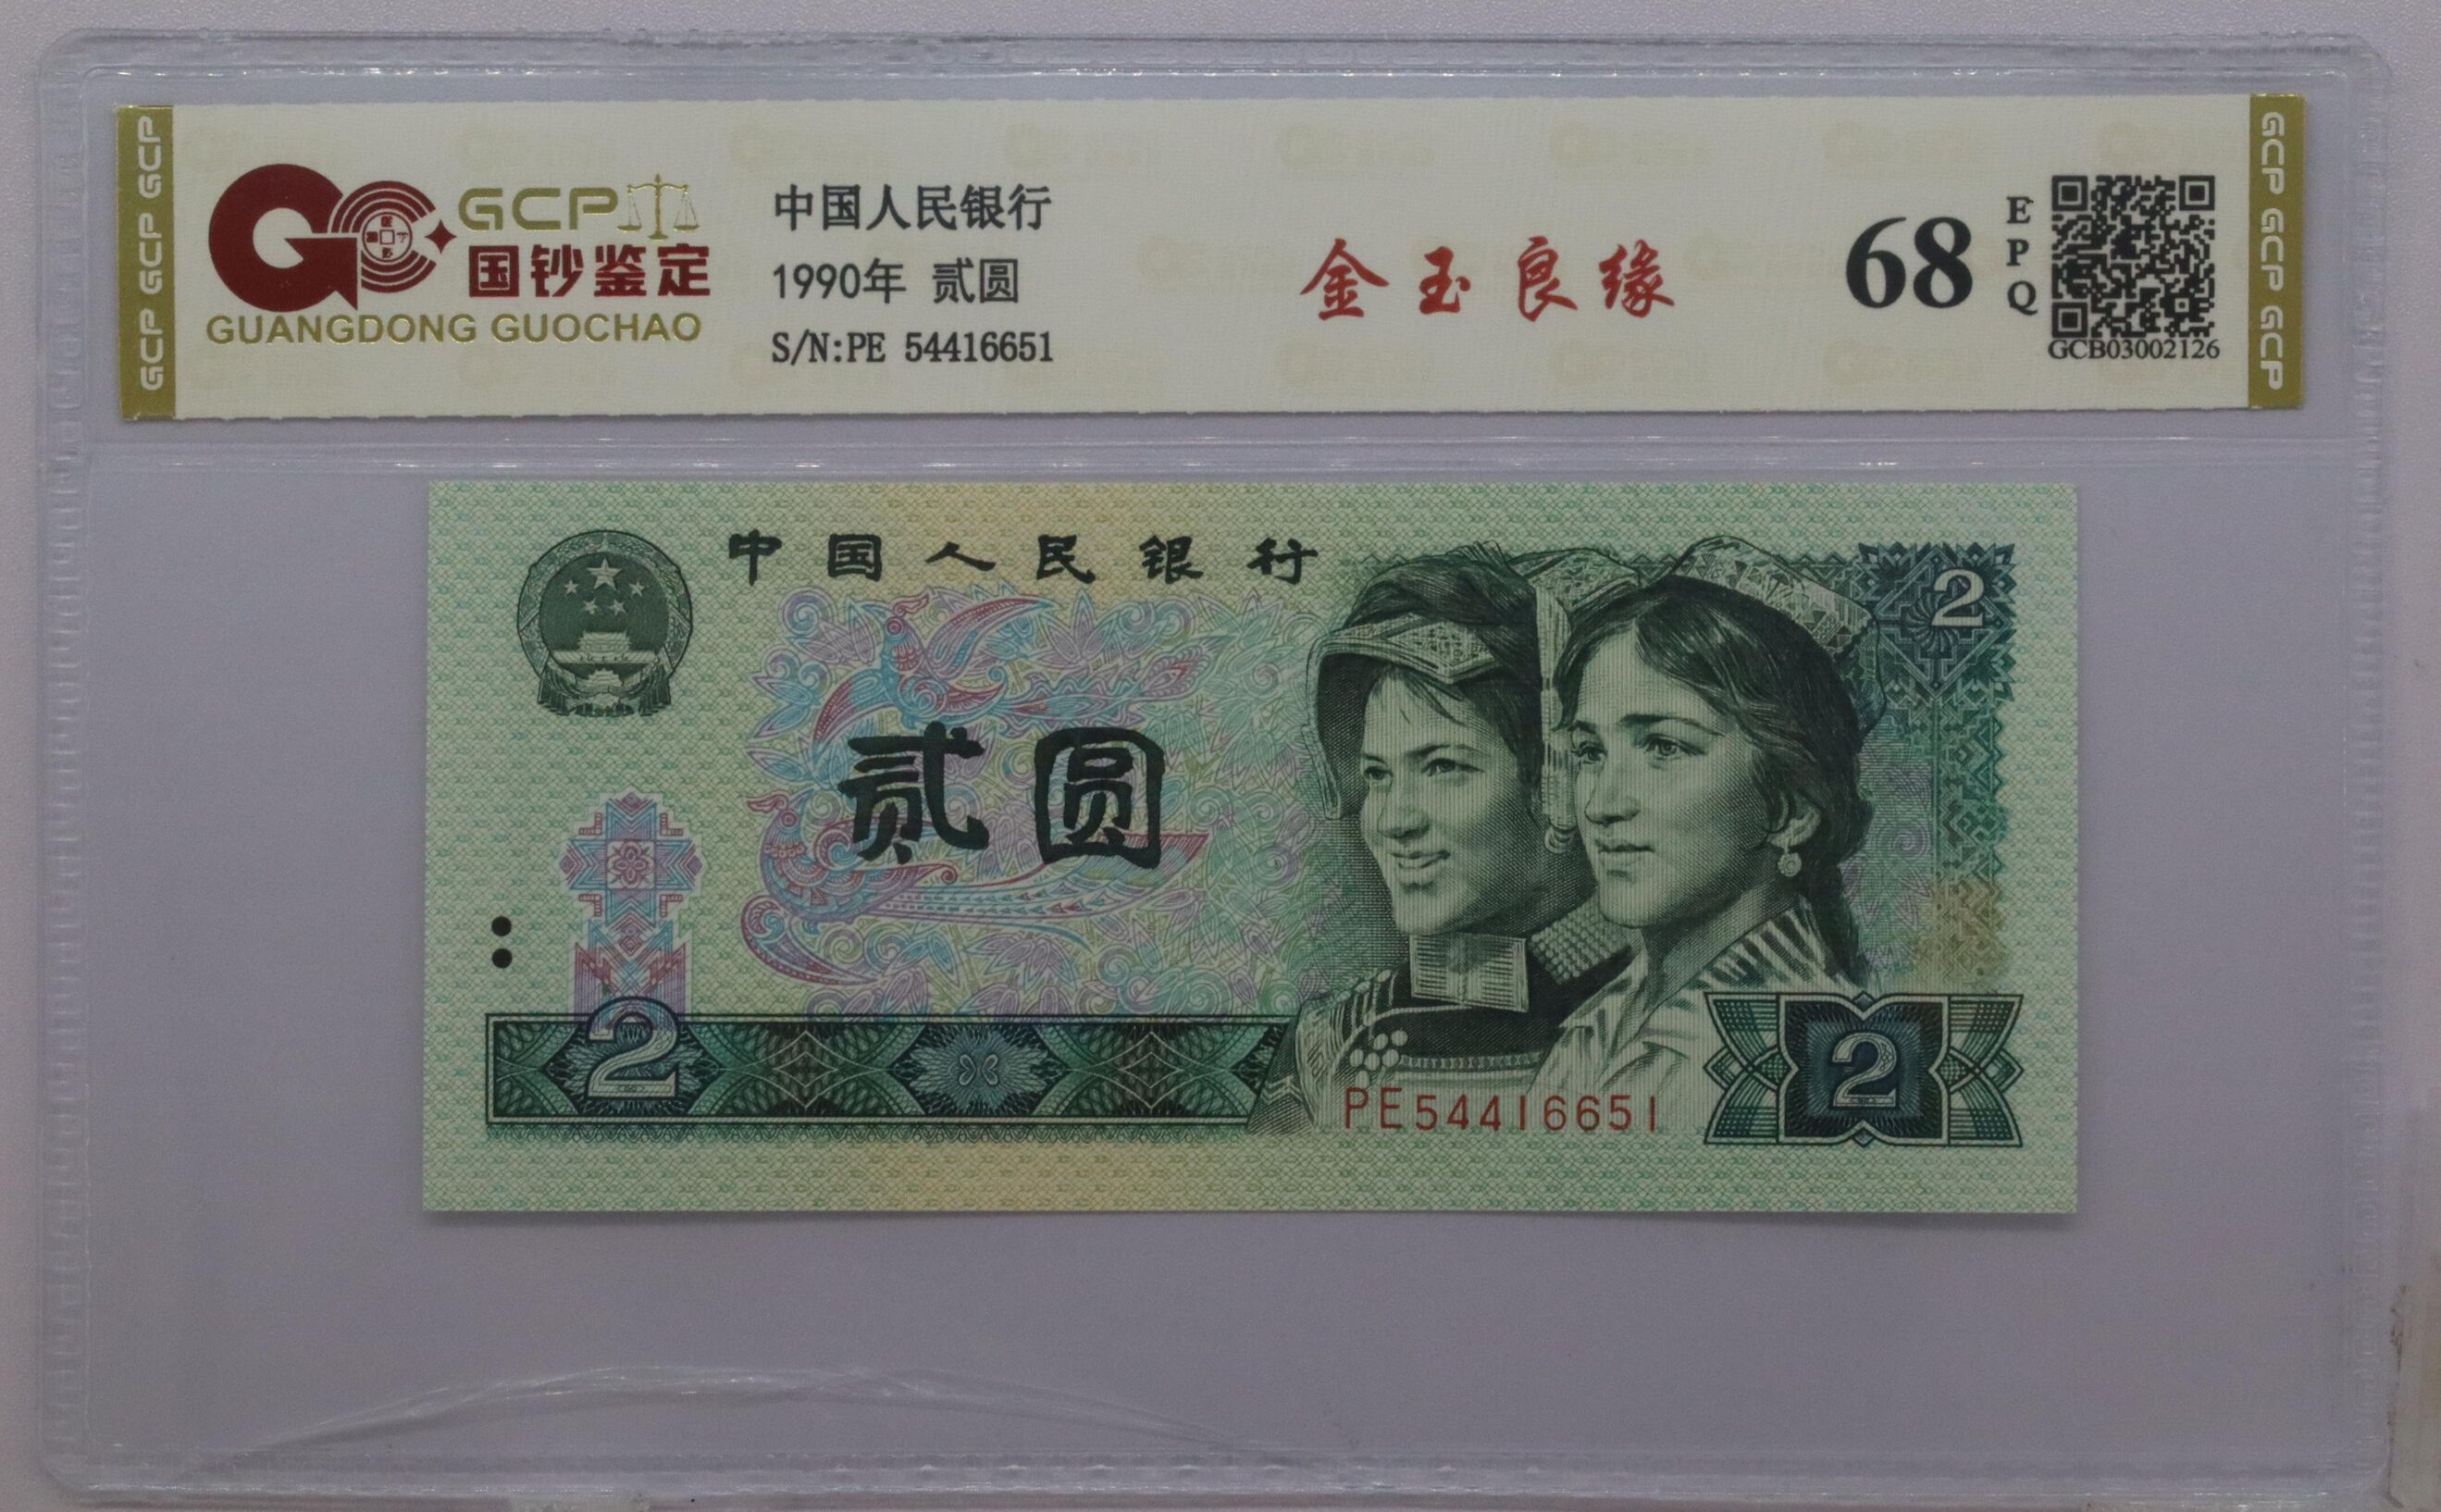 GCP GCP GCP
GCP
国钞鉴定
GUANGDONG GUOCHAO
中国人民银行
1990年 贰圆
S/N:PE 54416651
金玉良缘
68
EPQ
GCB03002126
GCP GCP GCP
中国人民银行
2
贰圆
2
PE54416651
2